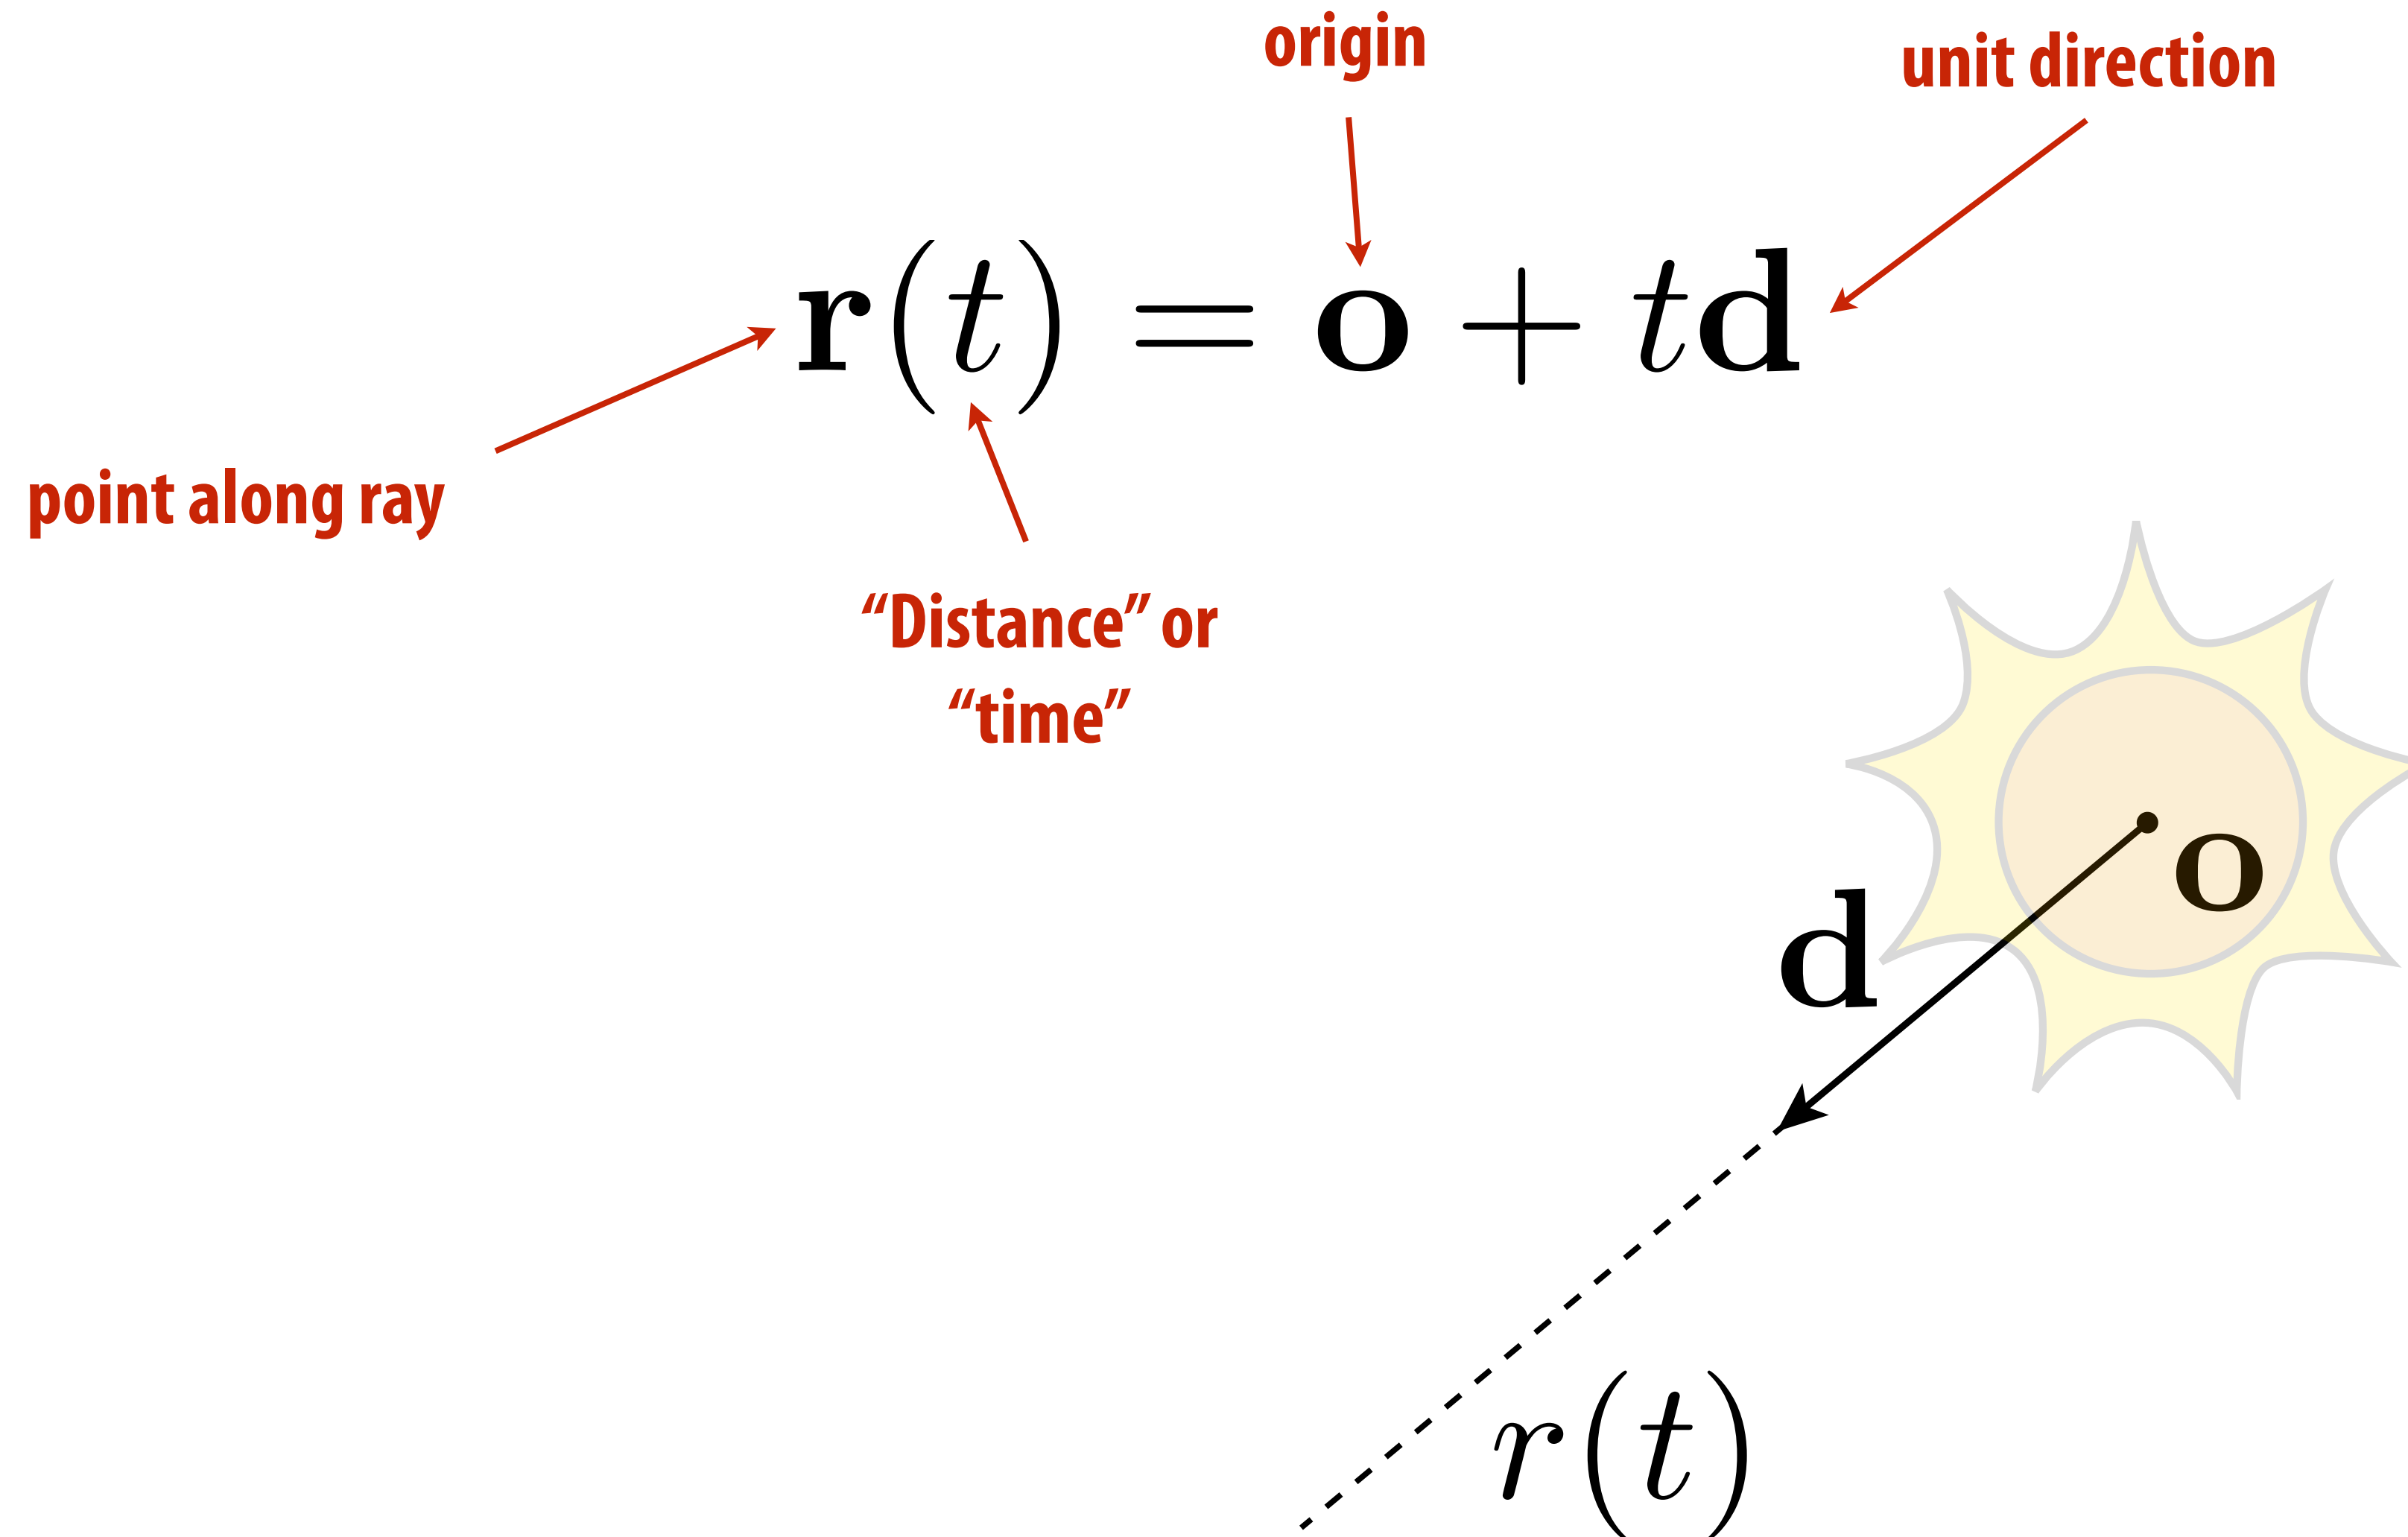 origin
unit direction
r(t) = o + td
point along ray
“Distance” or
“time”
o
d
r(t)